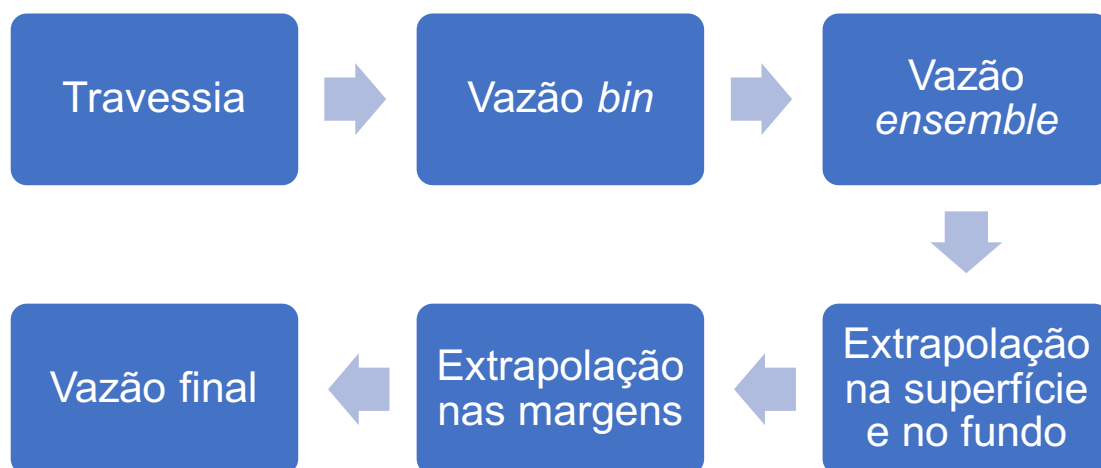 Travessia
Vazão bin
Vazão
ensemble
Extrapolação
na superfície
e no fundo
Extrapolação
nas margens
Vazão final